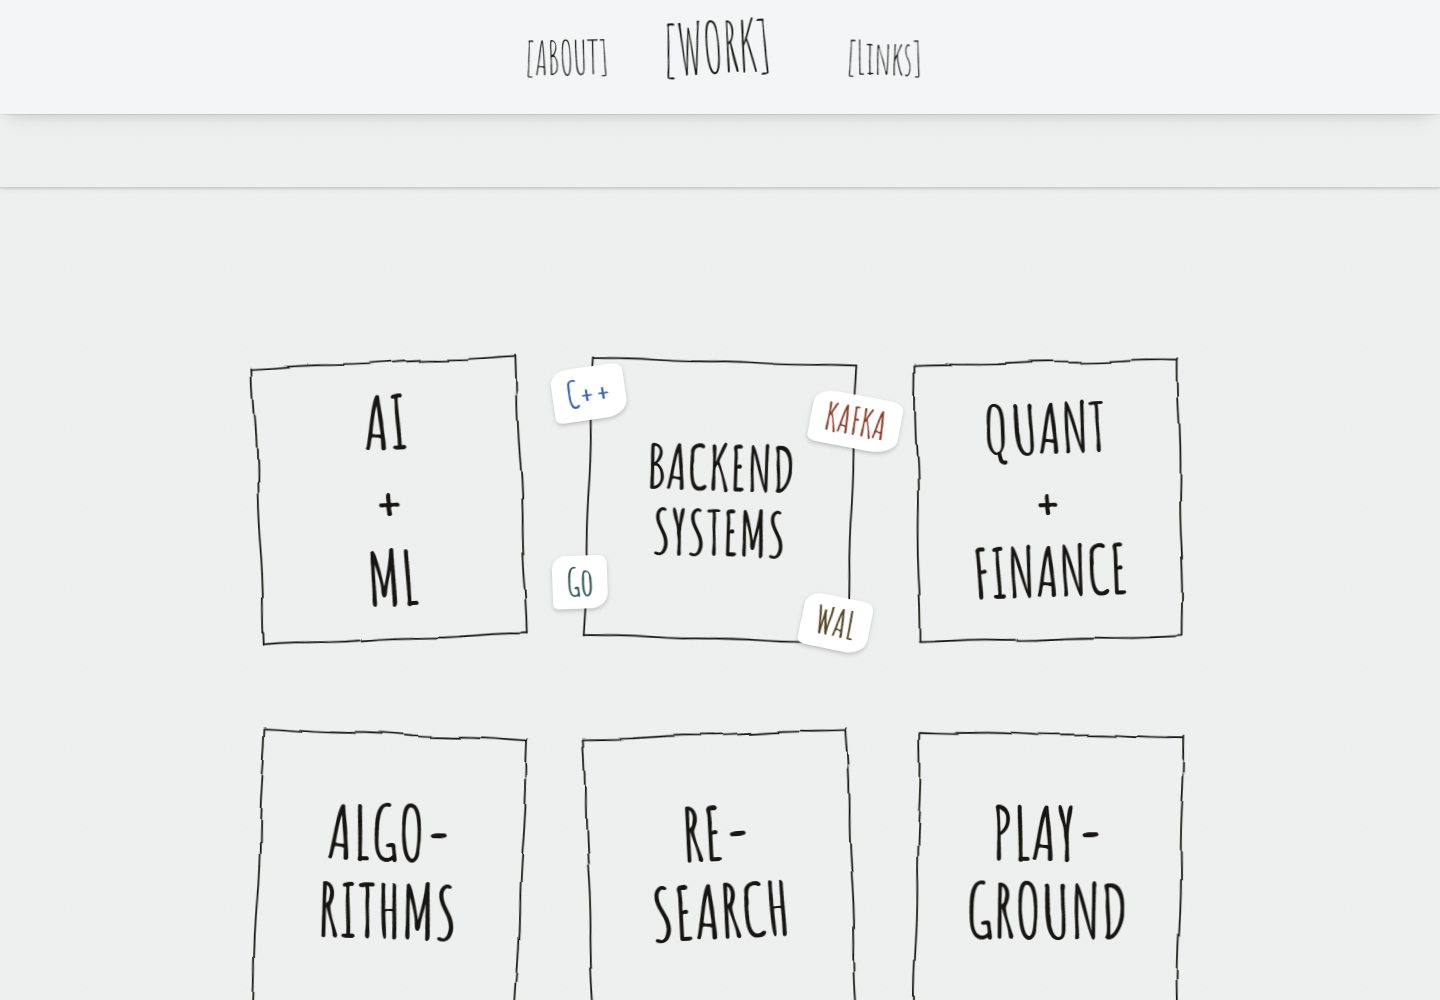 [ABOUT] [WORK] [Links]
AI
+
ML
C++
KAFKA
BACKEND
SYSTEMS
Go
WAL
QUANT
+
FINANCE
ALGO-
RITHMS
RE-
SEARCH
PLAY-
GROUND